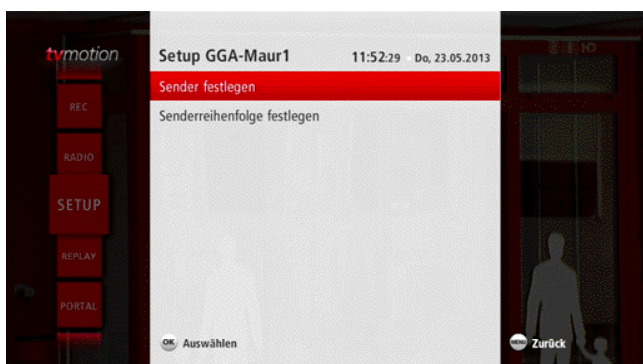 tvmotion
Setup GGA-Maur1 11:52:29 - Do, 23.05.2013
Sender festlegen
Senderreihenfolge festlegen
REC
RADIO
SETUP
REPLAY
PORTAL
OK Auswählen
MENU Zurück